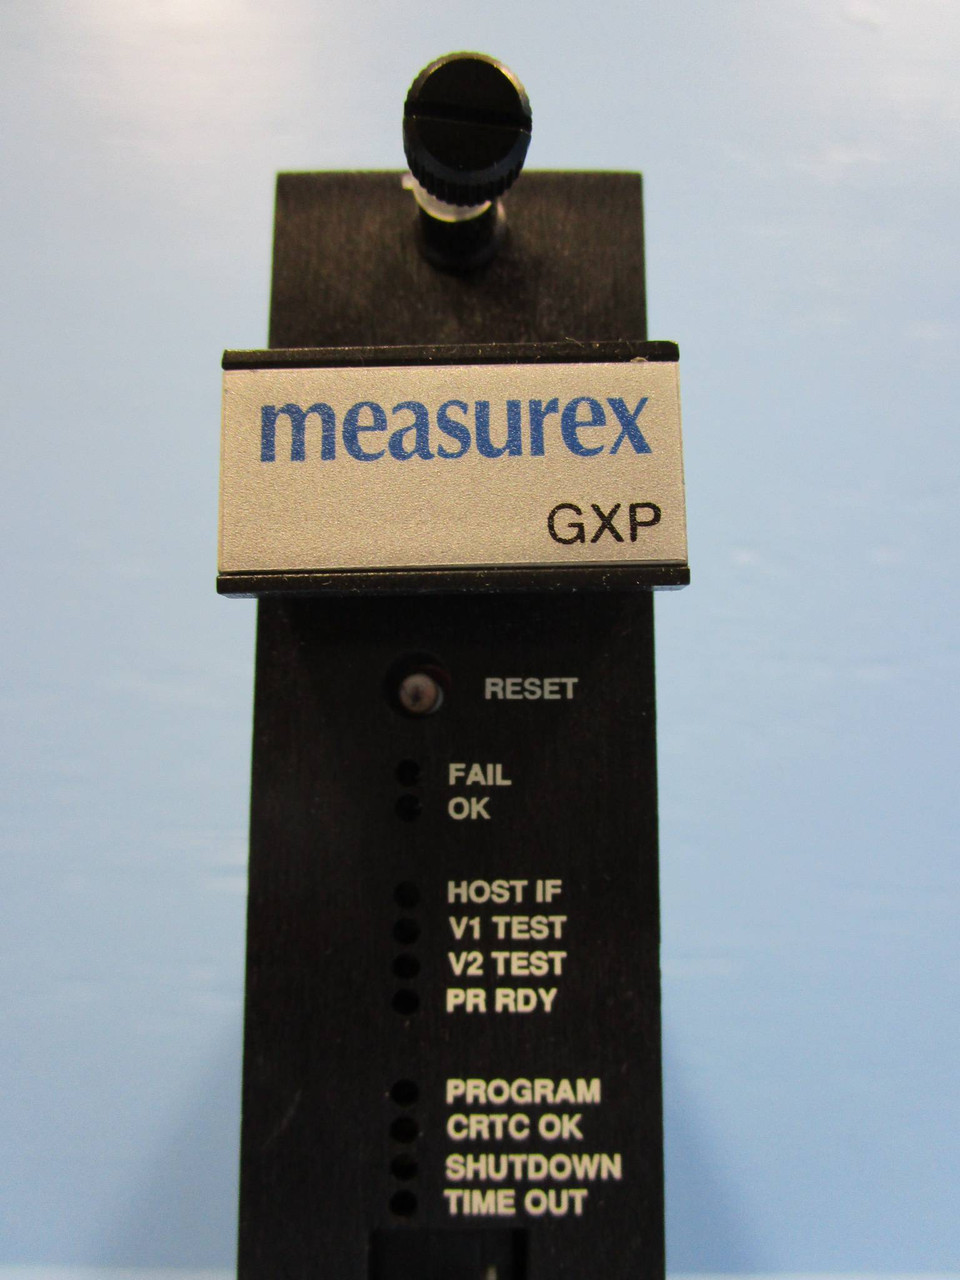 measurex
GXP
RESET
FAIL
OK
HOST IF
V1 TEST
V2 TEST
PR RDY
PROGRAM
CRTC OK
SHUTDOWN
TIME OUT